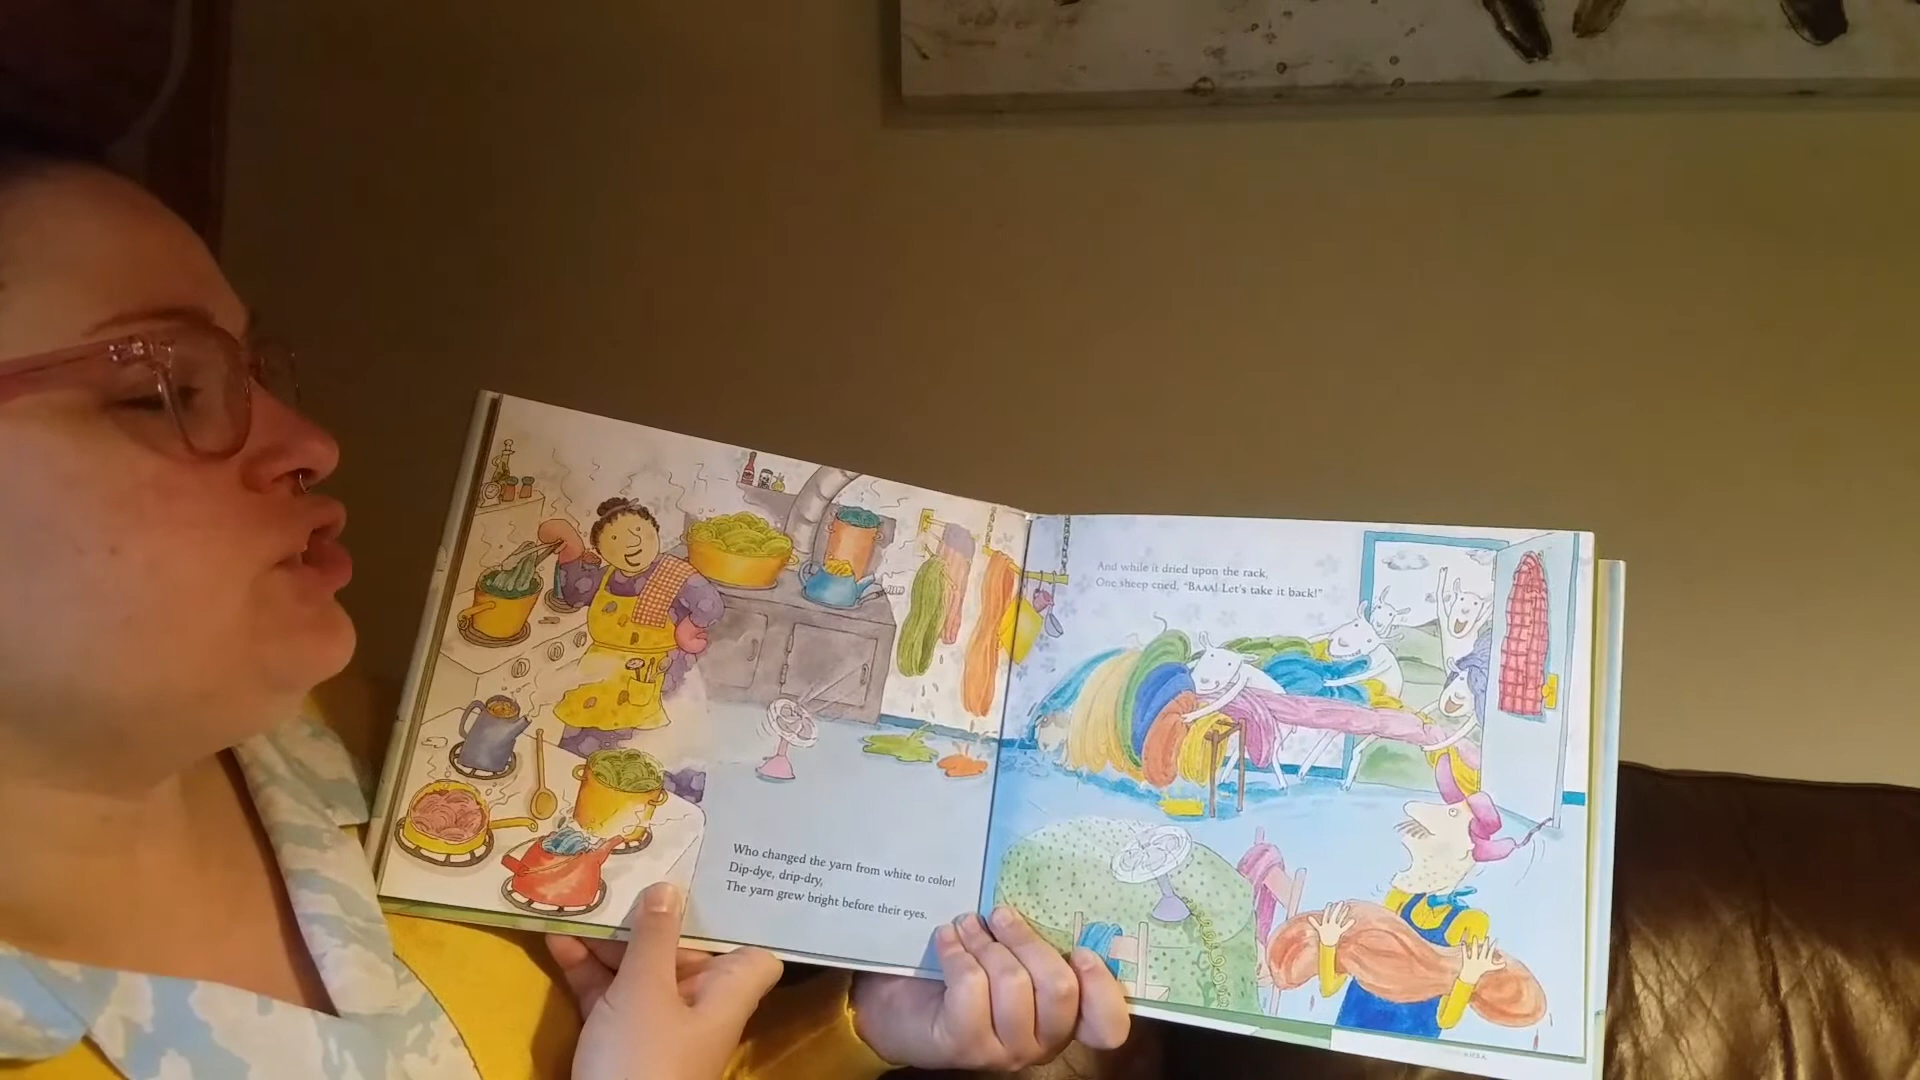 Who changed the yarn from white to color!
Dip-dye, drip-dry,
The yarn grew bright before their eyes.
And while it dried upon the rack,
One sheep cried, "BAAA! Let's take it back!"